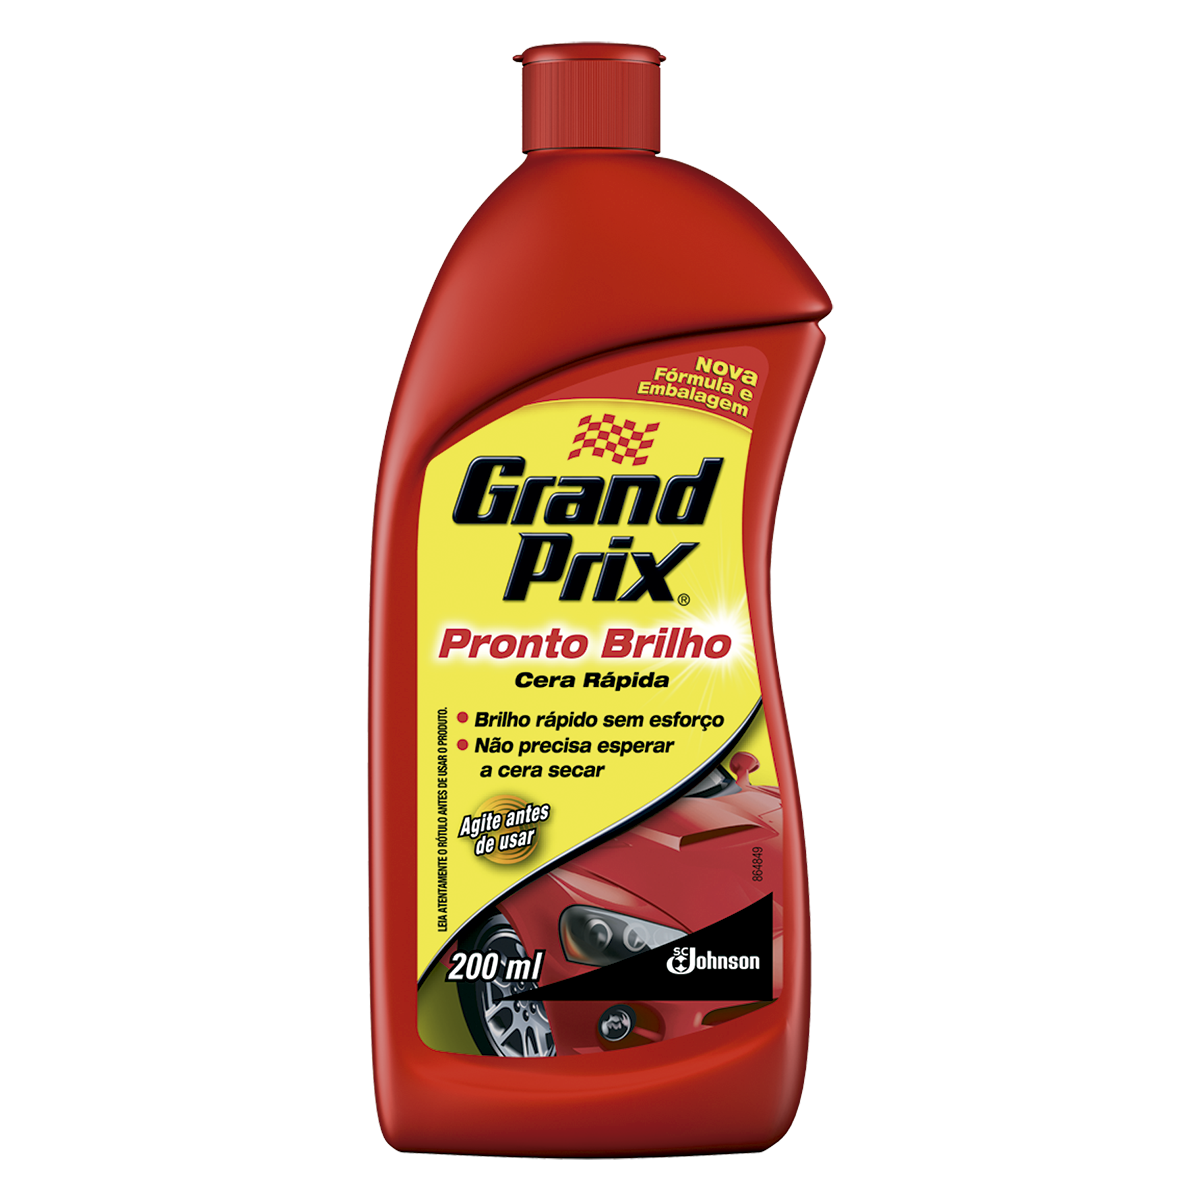 Nova
Fórmula e
Embalagem
Grand
Prix®
Pronto Brilho
Cera Rápida
• Brilho rápido sem esforço
• Não precisa esperar
a cera secar
Agite antes
de usar
LEIA ATENTAMENTE O RÓTULO ANTES DE USAR O PRODUTO.
864849
200 ml
SC Johnson